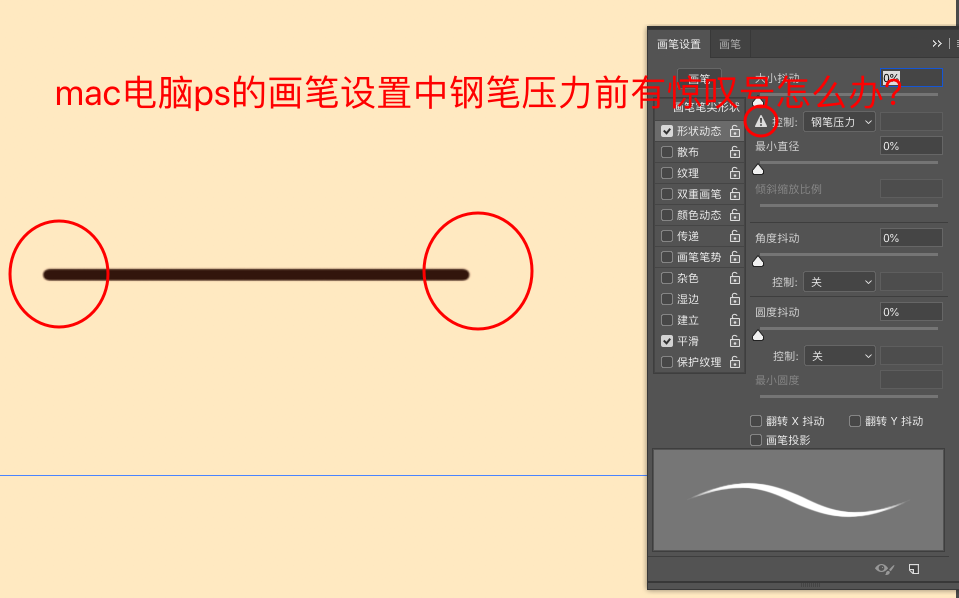 画笔设置 画笔
画笔 大小抖动 0%
mac电脑ps的画笔设置中钢笔压力前有惊叹号怎么办?
画笔笔尖形状
控制: 钢笔压力
形状动态
最小直径 0%
散布
纹理
倾斜缩放比例
双重画笔
颜色动态
传递
角度抖动 0%
画笔笔势
杂色
控制: 关
湿边
圆度抖动 0%
建立
平滑
控制: 关
保护纹理
最小圆度
翻转 X 抖动 翻转 Y 抖动
画笔投影